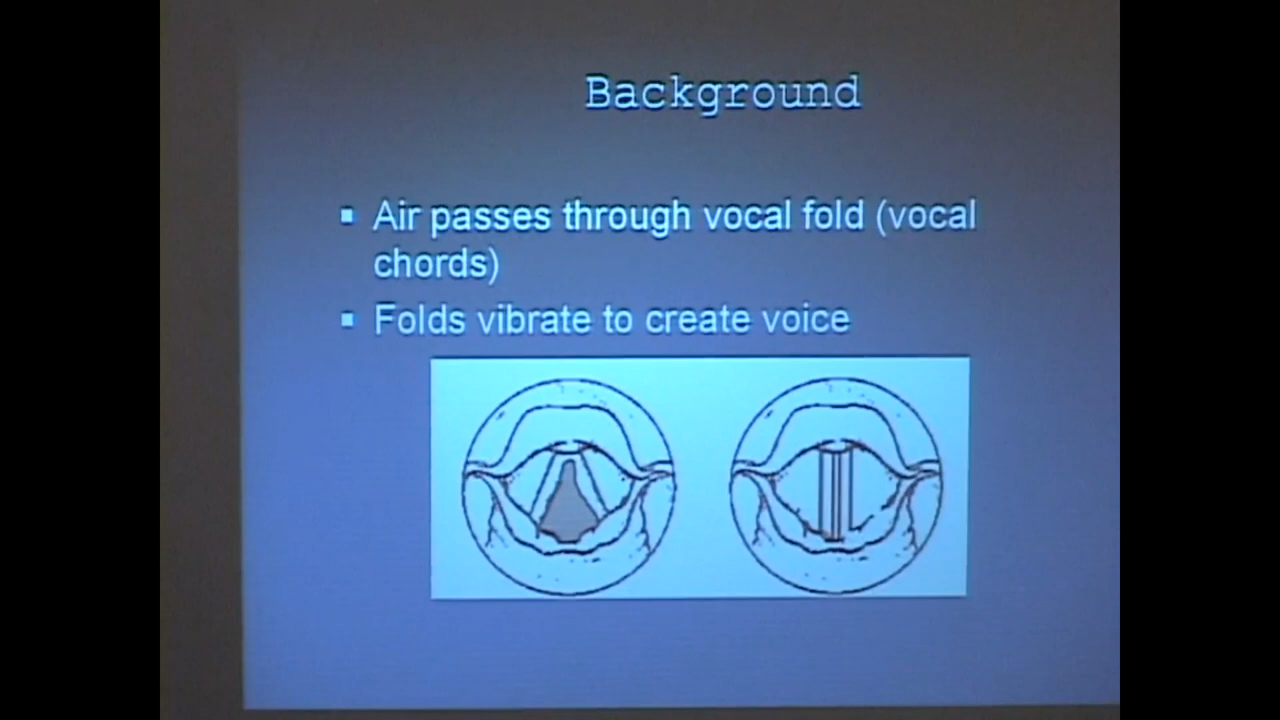 Background
▪ Air passes through vocal fold (vocal
chords)
▪ Folds vibrate to create voice